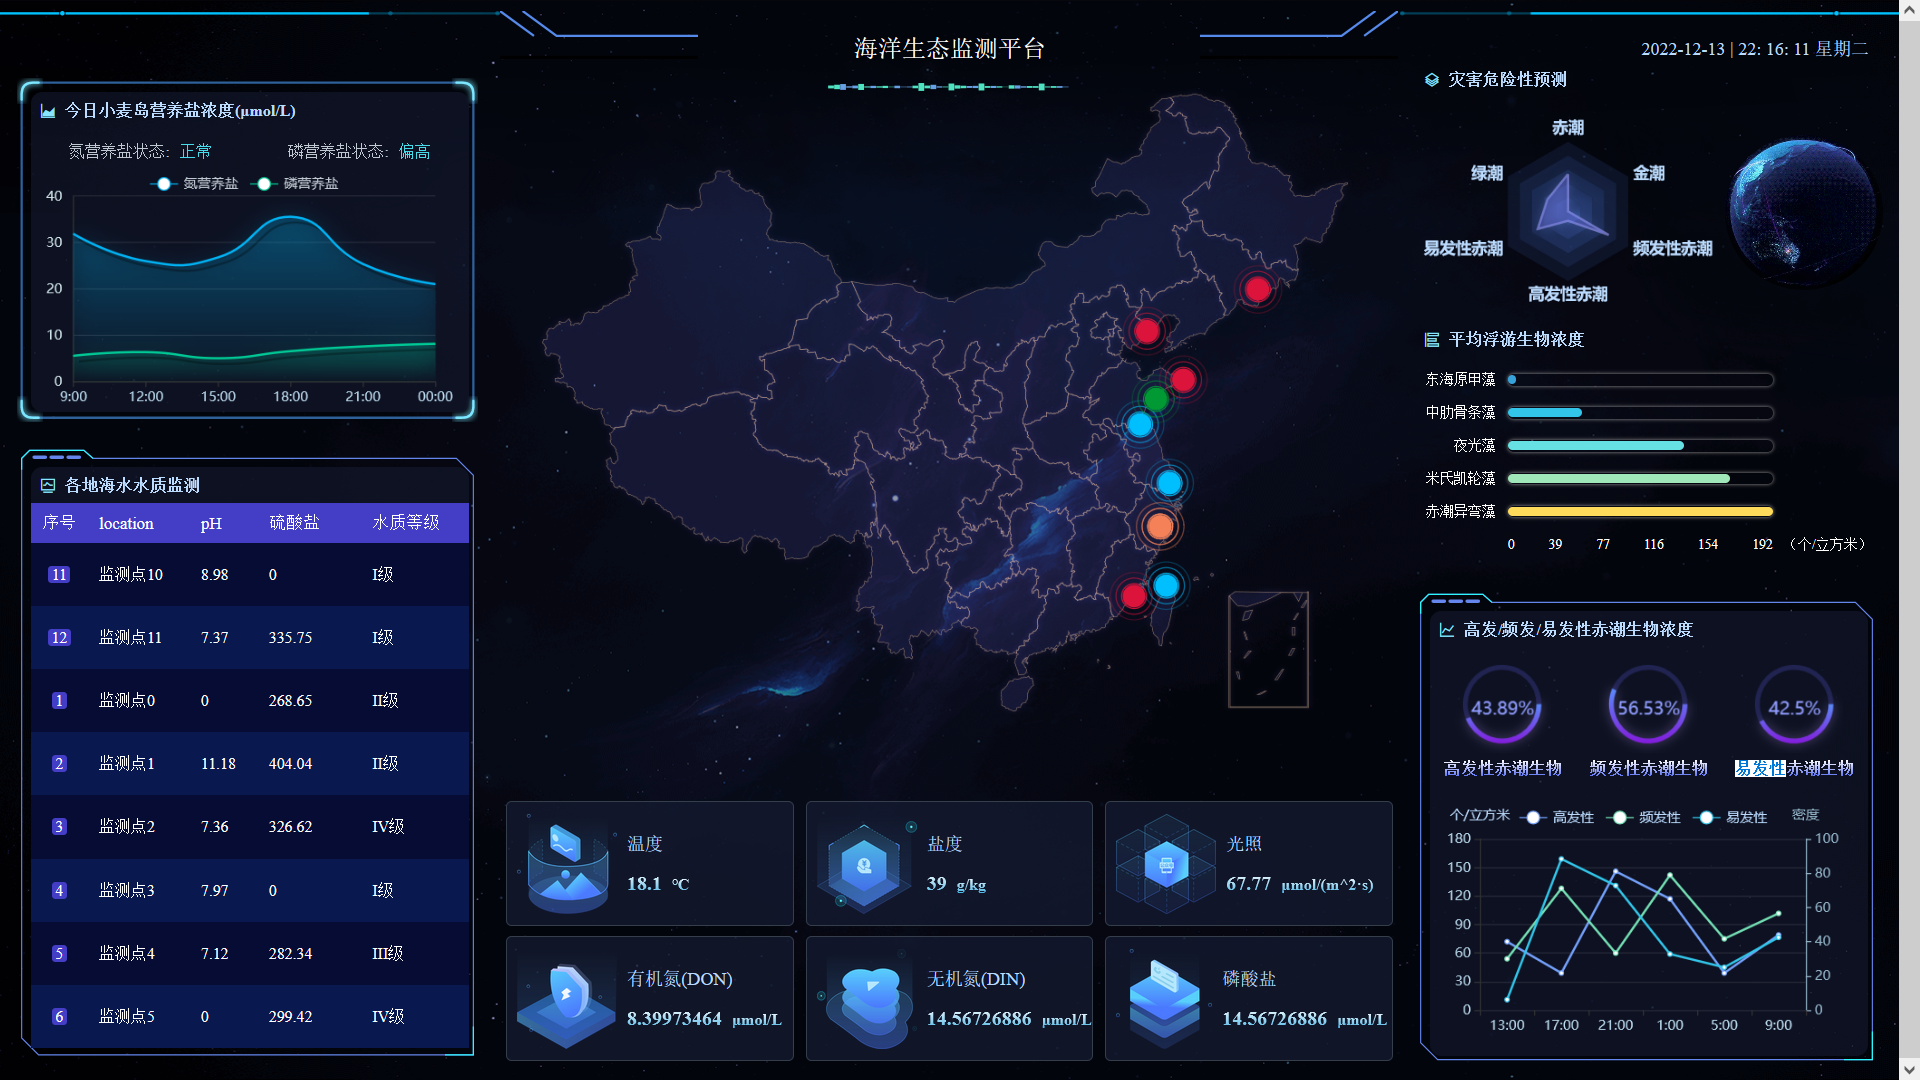 海洋生态监测平台
2022-12-13 | 22: 16: 11 星期二
今日小麦岛营养盐浓度(μmol/L)
氮营养盐状态: 正常 磷营养盐状态: 偏高
氮营养盐 磷营养盐
40
30
20
10
0
9:00 12:00 15:00 18:00 21:00 00:00
各地海水水质监测
序号 location pH 硫酸盐 水质等级
11 监测点10 8.98 0 I级
12 监测点11 7.37 335.75 I级
1 监测点0 0 268.65 II级
2 监测点1 11.18 404.04 II级
3 监测点2 7.36 326.62 IV级
4 监测点3 7.97 0 I级
5 监测点4 7.12 282.34 III级
6 监测点5 0 299.42 IV级
温度
18.1 ℃
盐度
39 g/kg
光照
67.77 μmol/(m^2·s)
有机氮(DON)
8.39973464 μmol/L
无机氮(DIN)
14.56726886 μmol/L
磷酸盐
14.56726886 μmol/L
灾害危险性预测
赤潮
绿潮 金潮
易发性赤潮 频发性赤潮
高发性赤潮
平均浮游生物浓度
东海原甲藻
中肋骨条藻
夜光藻
米氏凯轮藻
赤潮异弯藻
0 39 77 116 154 192 （个/立方米）
高发/频发/易发性赤潮生物浓度
43.89% 56.53% 42.5%
高发性赤潮生物 频发性赤潮生物 易发性赤潮生物
个/立方米 高发性 频发性 易发性 密度
180 100
150 80
120 60
90 40
60 20
30 0
0
13:00 17:00 21:00 1:00 5:00 9:00